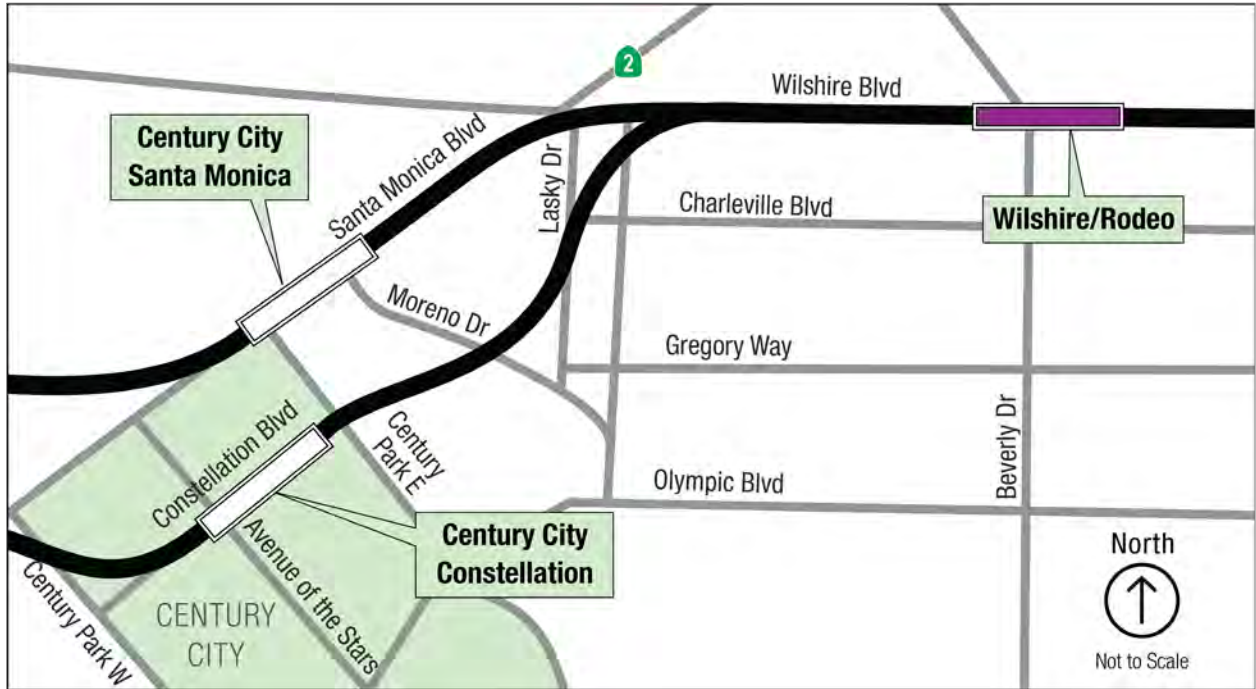 2
Wilshire Blvd
Century City
Santa Monica
Santa Monica Blvd
Lasky Dr
Charleville Blvd
Wilshire/Rodeo
Moreno Dr
Gregory Way
Beverly Dr
Century
Park E
Constellation Blvd
Olympic Blvd
Century City
Constellation
Avenue of the Stars
Century Park W
CENTURY
CITY
North
Not to Scale